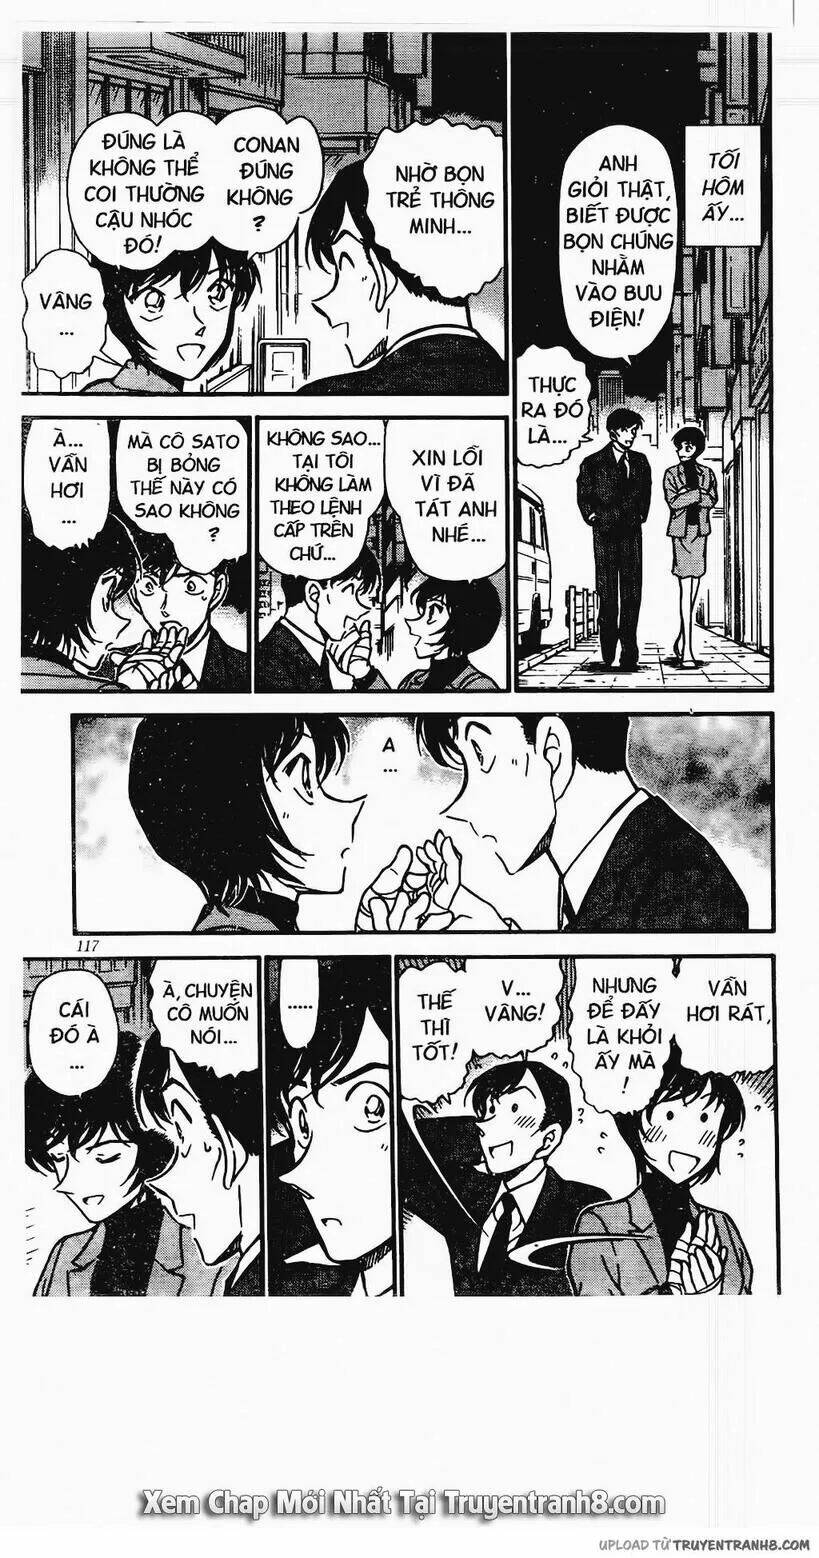 TỐI
HÔM
ẤY...
ANH
GIỎI THẬT,
BIẾT ĐƯỢC
BỌN CHÚNG
NHẰM
VÀO BƯU
ĐIỆN!
THỰC
RA ĐÓ
LÀ...
NHỜ BỌN
TRẺ THÔNG
MINH...
CONAN
ĐÚNG
KHÔNG
?
ĐÚNG LÀ
KHÔNG THỂ
COI THƯỜNG
CẬU NHÓC
ĐÓ!
VÂNG
...
XIN LỖI
VÌ ĐÃ
TÁT ANH
NHÉ...
KHÔNG SAO...
TẠI TÔI
KHÔNG LÀM
THEO LỆNH
CẤP TRÊN
CHỨ...
MÀ CÔ SATO
BỊ BỎNG
THẾ NÀY CÓ
SAO KHÔNG
?
À...
VẪN
HƠI
...
A
...
117
VẪN
HƠI RÁT,
NHƯNG
ĐỂ ĐẤY
LÀ KHỎI
ẤY MÀ
!
V...
VÂNG!
THẾ
THÌ
TỐT!
......
À, CHUYỆN
CÔ MUỐN
NÓI...
CÁI
ĐÓ À
...
Xem Chap Mới Nhất Tại Truyentranh8.com
UPLOAD TỪ TRUYENTRANH8.COM